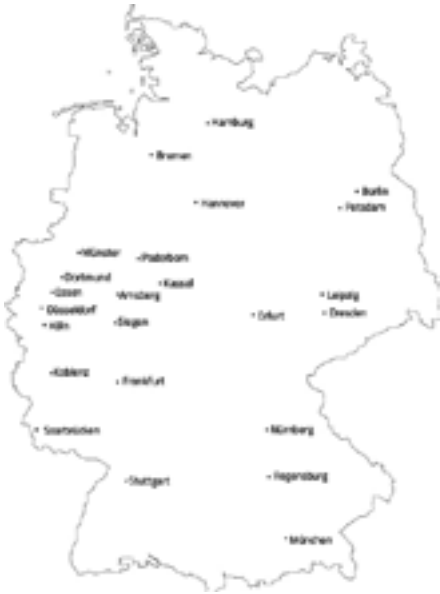 Hamburg
Bremen
Berlin
Potsdam
Hannover
Münster
Paderborn
Dortmund
Kassel
Essen
Arnsberg
Leipzig
Düsseldorf
Erfurt
Dresden
Köln
Siegen
Koblenz
Frankfurt
Saarbrücken
Nürnberg
Stuttgart
Regensburg
München